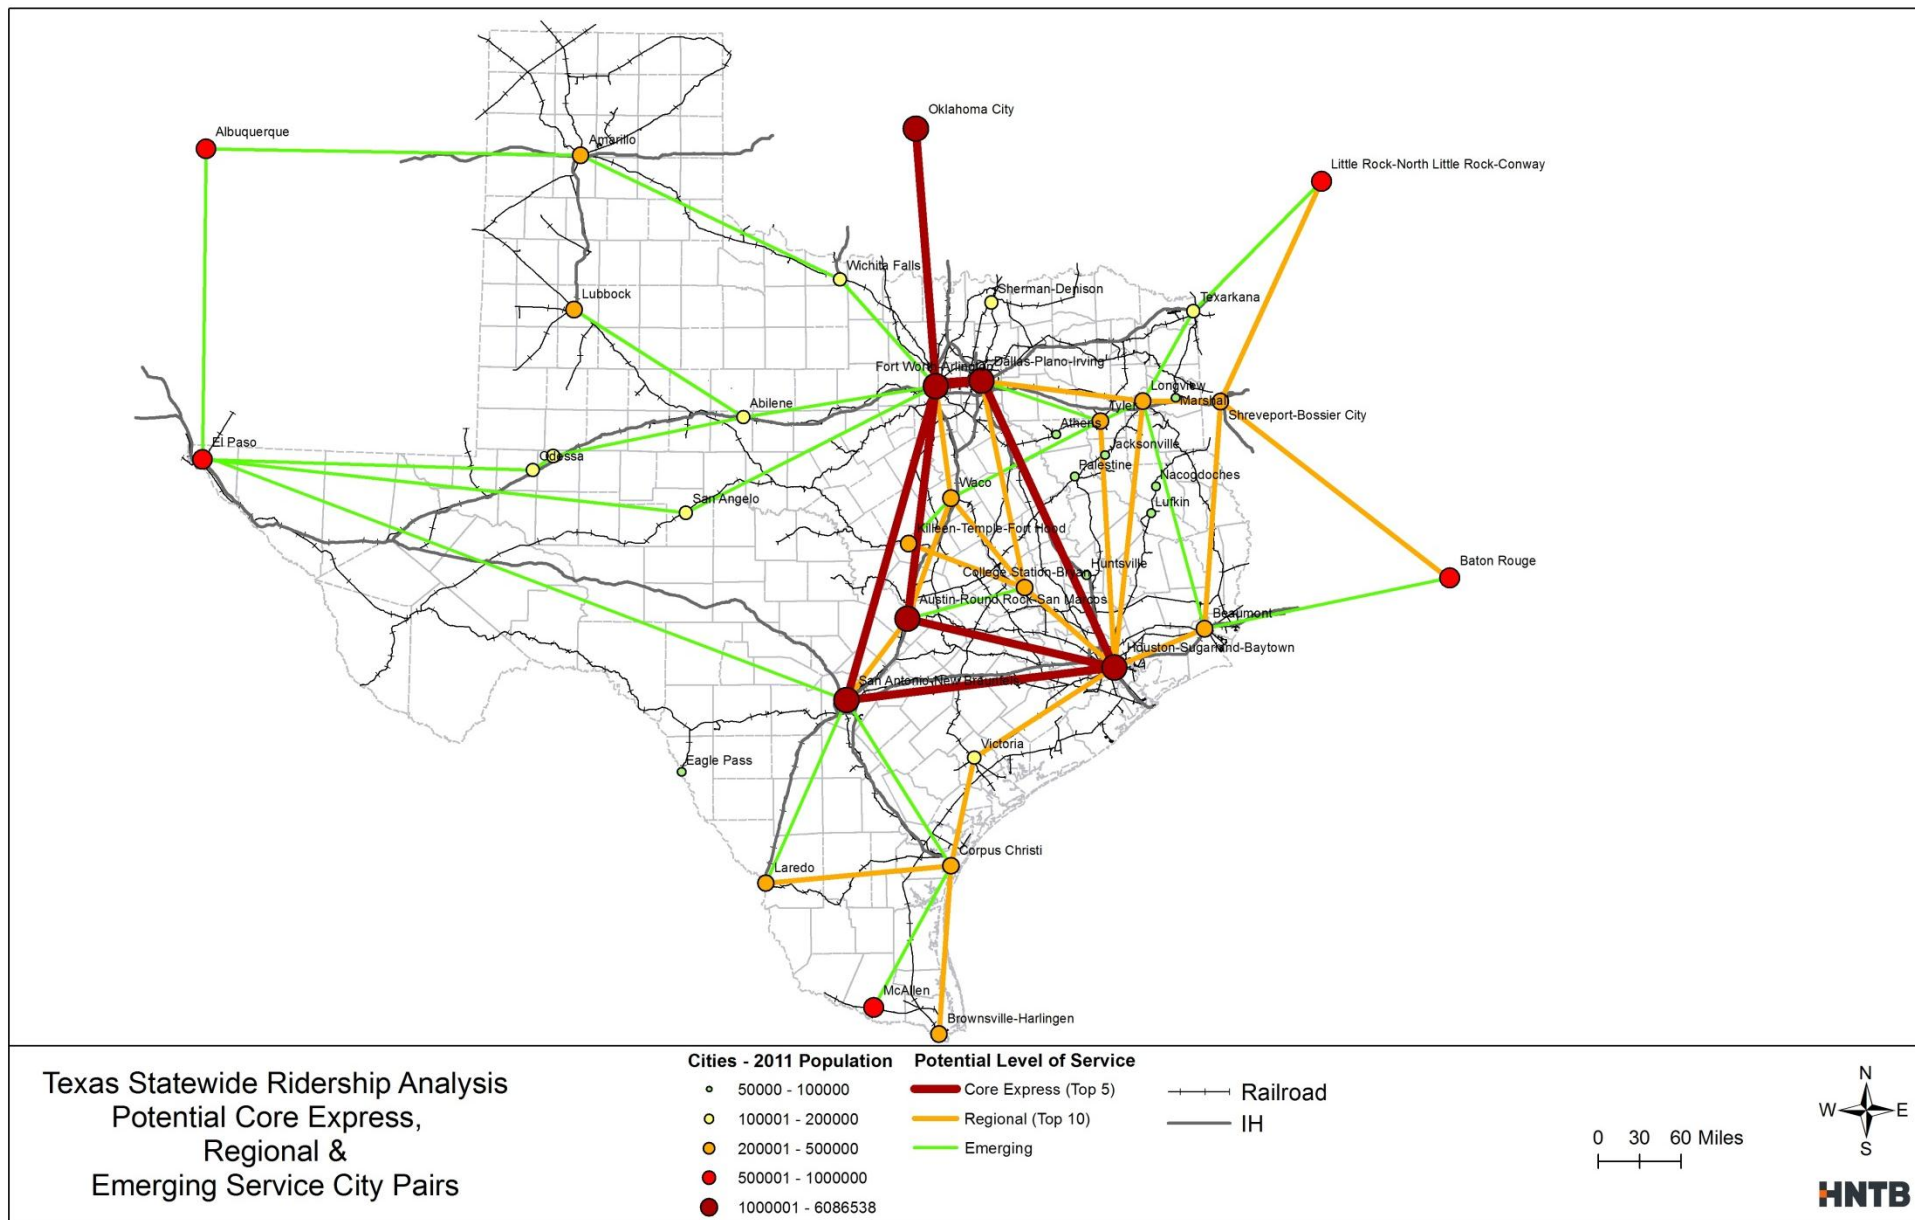 Oklahoma City
Albuquerque
Amarillo
Little Rock-North Little Rock-Conway
Wichita Falls
Sherman-Denison
Lubbock
Texarkana
Dallas-Plano-Irving
Fort Worth-Arlington
Longview
Marshall
Abilene
Tyler
Shreveport-Bossier City
Athens
El Paso
Jacksonville
Odessa
Palestine
Nacogdoches
Waco
San Angelo
Lufkin
Killeen-Temple-Fort Hood
Huntsville
Baton Rouge
College Station-Bryan
Austin-Round Rock-San Marcos
Beaumont
Houston-Sugarland-Baytown
San Antonio-New Braunfels
Victoria
Eagle Pass
Corpus Christi
Laredo
McAllen
Brownsville-Harlingen
Texas Statewide Ridership Analysis
Potential Core Express,
Regional &
Emerging Service City Pairs
Cities - 2011 Population
50000 - 100000
100001 - 200000
200001 - 500000
500001 - 1000000
1000001 - 6086538
Potential Level of Service
Core Express (Top 5)
Regional (Top 10)
Emerging
Railroad
IH
0 30 60 Miles
N
W E
S
HNTB